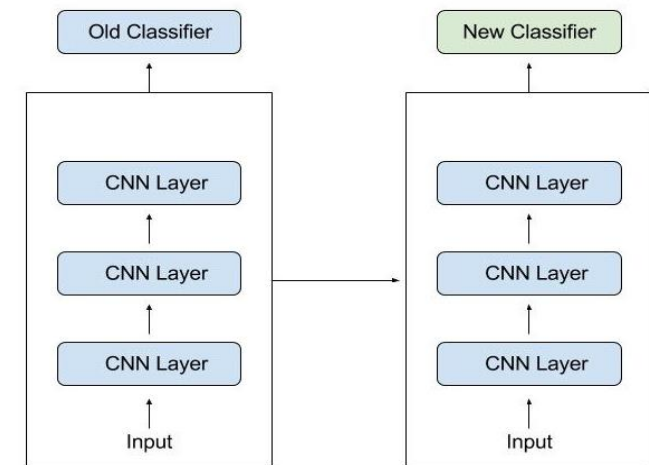 Old Classifier
CNN Layer
CNN Layer
CNN Layer
Input
New Classifier
CNN Layer
CNN Layer
CNN Layer
Input